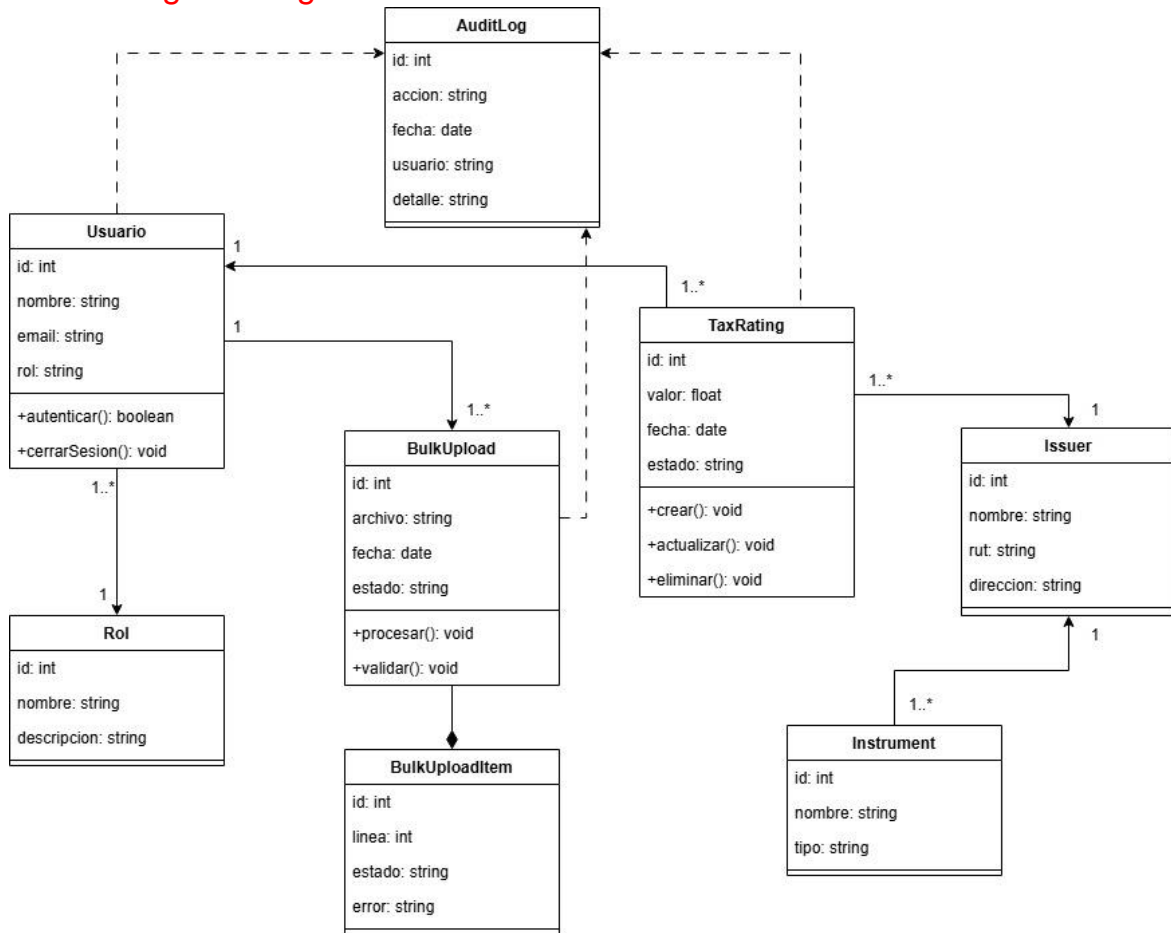 AuditLog
id: int
accion: string
fecha: date
usuario: string
detalle: string
Usuario
id: int
nombre: string
email: string
rol: string
+autenticar(): boolean
+cerrarSesion(): void
1
1..*
1
1..*
TaxRating
id: int
valor: float
fecha: date
estado: string
+crear(): void
+actualizar(): void
+eliminar(): void
1..*
1
BulkUpload
id: int
archivo: string
fecha: date
estado: string
+procesar(): void
+validar(): void
Issuer
id: int
nombre: string
rut: string
direccion: string
1..*
1
Rol
id: int
nombre: string
descripcion: string
1
1..*
Instrument
id: int
nombre: string
tipo: string
BulkUploadItem
id: int
linea: int
estado: string
error: string